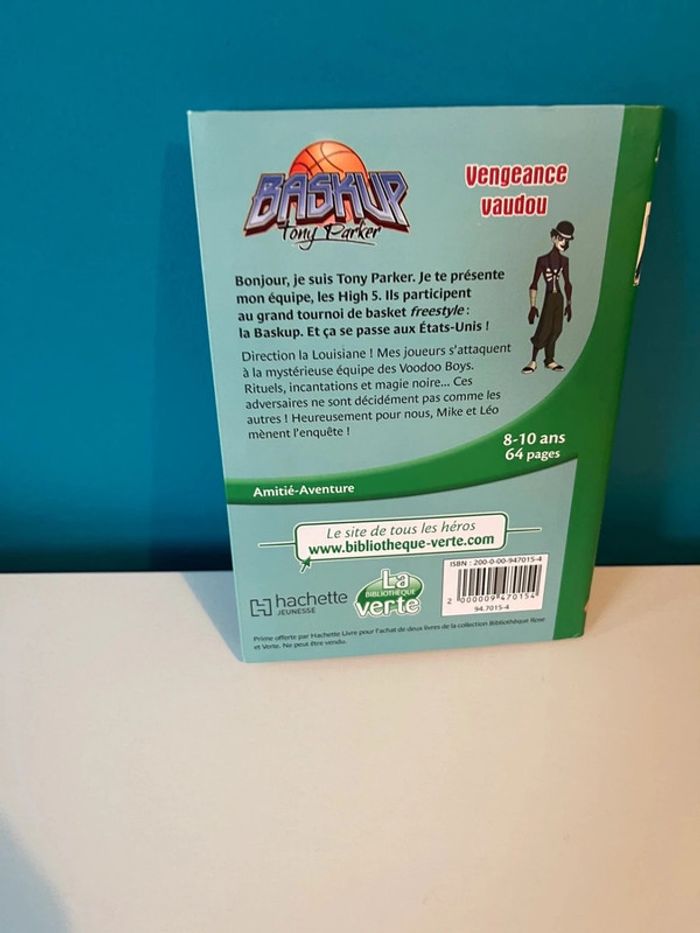 BASKUP
Tony Parker
Vengeance
vaudou
Bonjour, je suis Tony Parker. Je te présente
mon équipe, les High 5. Ils participent
au grand tournoi de basket freestyle :
la Baskup. Et ça se passe aux États-Unis !
Direction la Louisiane ! Mes joueurs s'attaquent
à la mystérieuse équipe des Voodoo Boys.
Rituels, incantations et magie noire... Ces
adversaires ne sont décidément pas comme les
autres ! Heureusement pour nous, Mike et Léo
mènent l'enquête !
8-10 ans
64 pages
Amitié-Aventure
Le site de tous les héros
www.bibliotheque-verte.com
hachette
JEUNESSE
La
BIBLIOTHÈQUE
verte
ISBN : 200-0-00-947015-4
2 000009 470154
94.7015-4
Prime offerte par Hachette Livre pour l'achat de deux livres de la collection Bibliothèque Rose
et Verte. Ne peut être vendu.